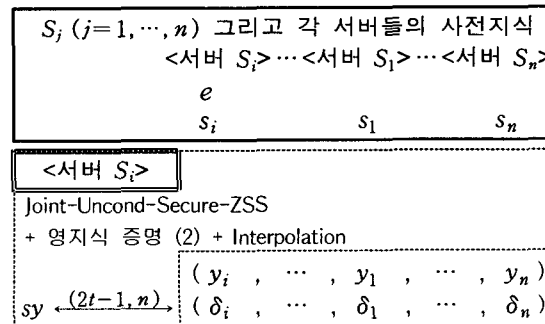 S_j (j=1, ⋯, n) 그리고 각 서버들의 사전지식
<서버 S_i> ⋯ <서버 S_1> ⋯ <서버 S_n>
e
s_i s_1 s_n
<서버 S_i>
Joint-Uncond-Secure-ZSS
+ 영지식 증명 (2) + Interpolation
( y_i , ⋯ , y_1 , ⋯ , y_n )
sy ⟷(2t−1, n) ( δ_i , ⋯ , δ_1 , ⋯ , δ_n )